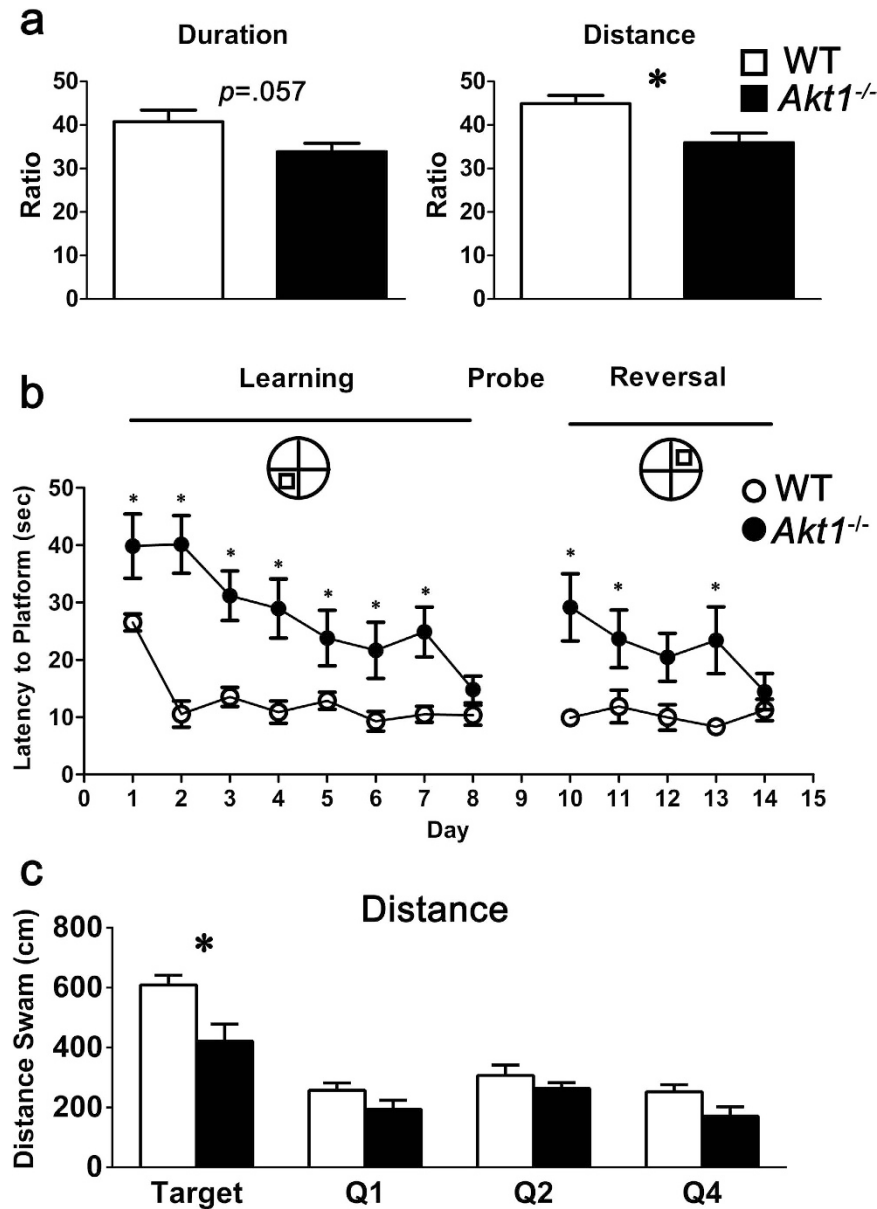 a
Duration
Distance
WT
Akt1-/-
p=.057
*
Ratio
50
40
30
20
10
0
Ratio
50
40
30
20
10
0
b
Learning
Probe
Reversal
WT
Akt1-/-
Latency to Platform (sec)
50
40
30
20
10
0
* * * * * * * * * *
0 1 2 3 4 5 6 7 8 9 10 11 12 13 14 15
Day
c
Distance
*
Distance Swam (cm)
800
600
400
200
0
Target Q1 Q2 Q4